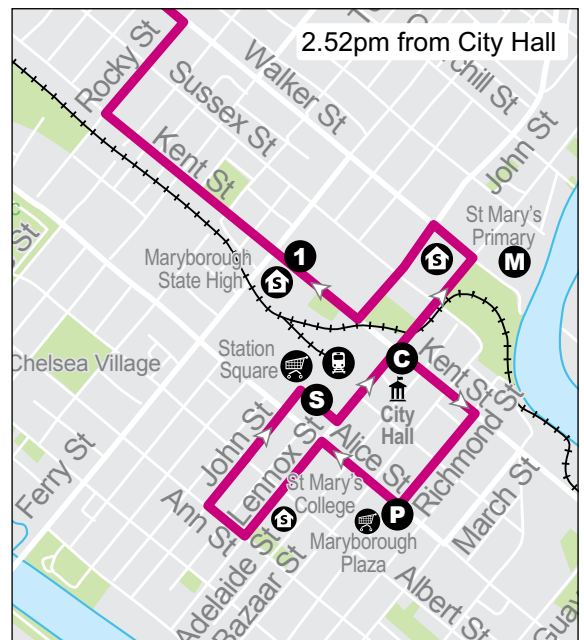 2.52pm from City Hall
Rocky St
Walker St
Sussex St
John St
Kent St
St Mary's
Primary
M
1
S
S
Maryborough
State High
Station
Square
C
Kent St
Chelsea Village
S
City
Hall
John St
Lennox St
Alice St
Richmond St
Ferry St
St Mary's
College
S
P
March St
Ann St
Maryborough
Plaza
Adelaide St
Bazaar St
Albert St